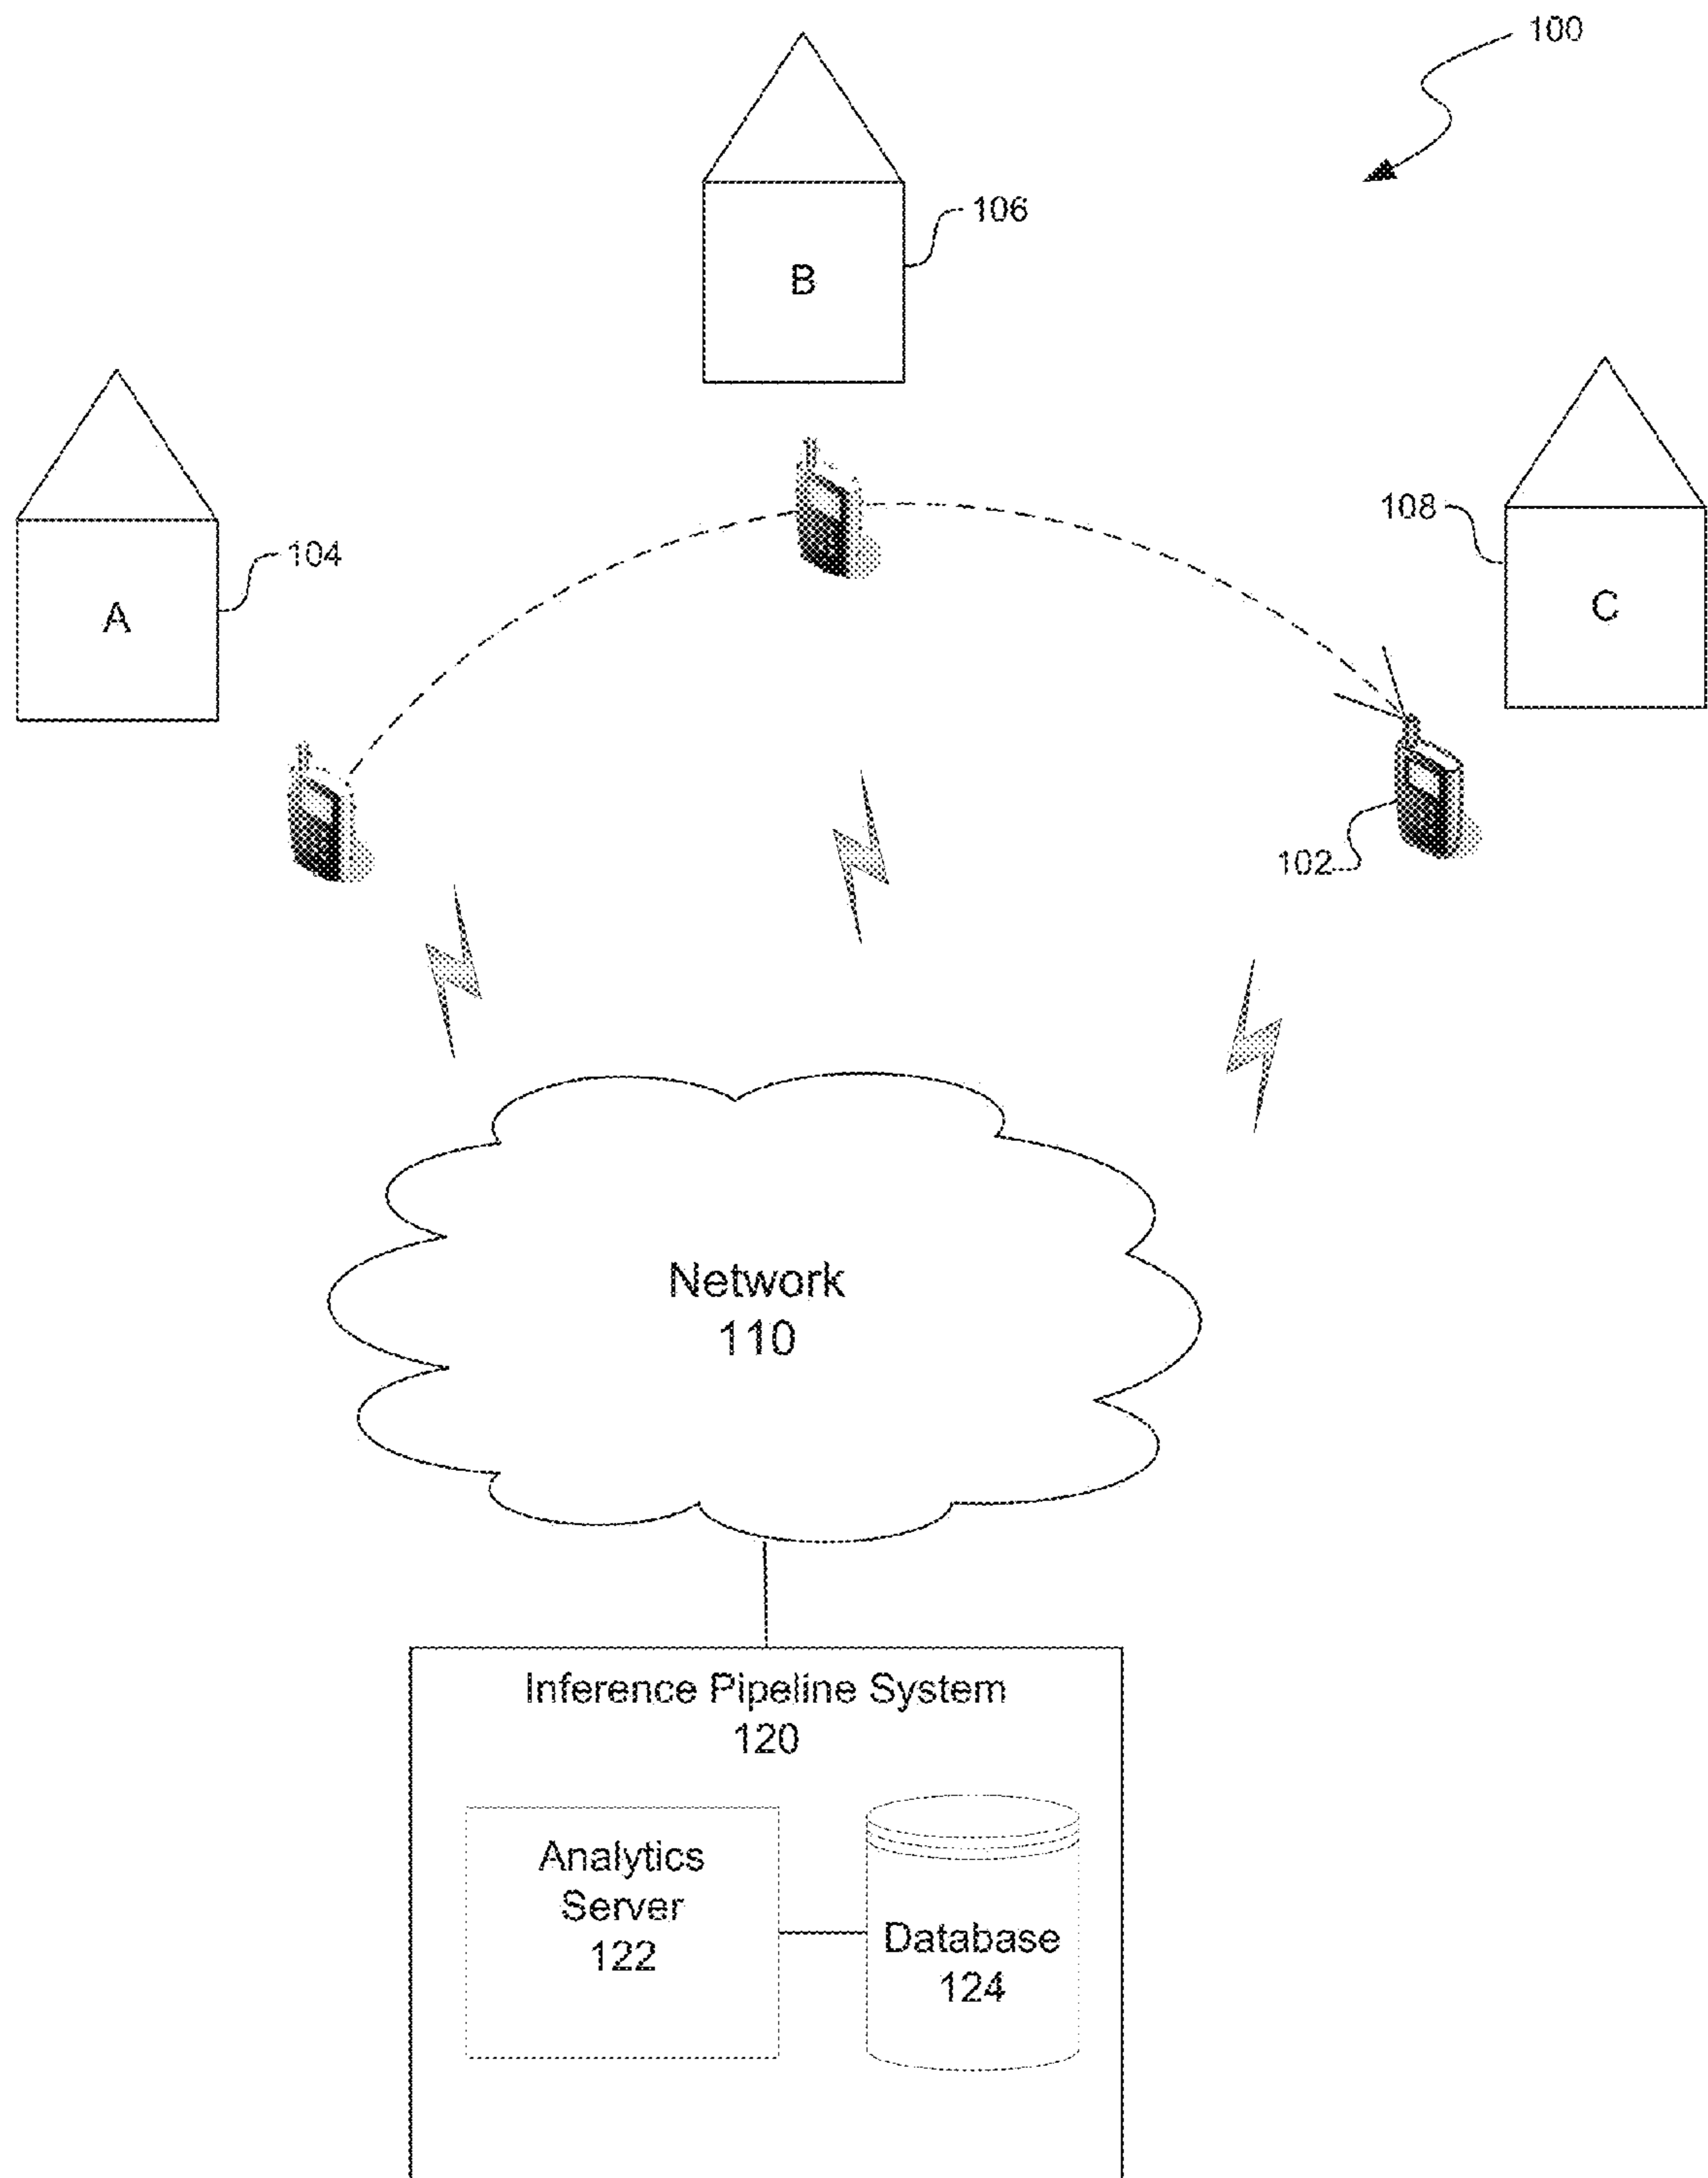 100
106
B
108
104
A
C
102
Network
110
Inference Pipeline System
120
Analytics
Server
122
Database
124